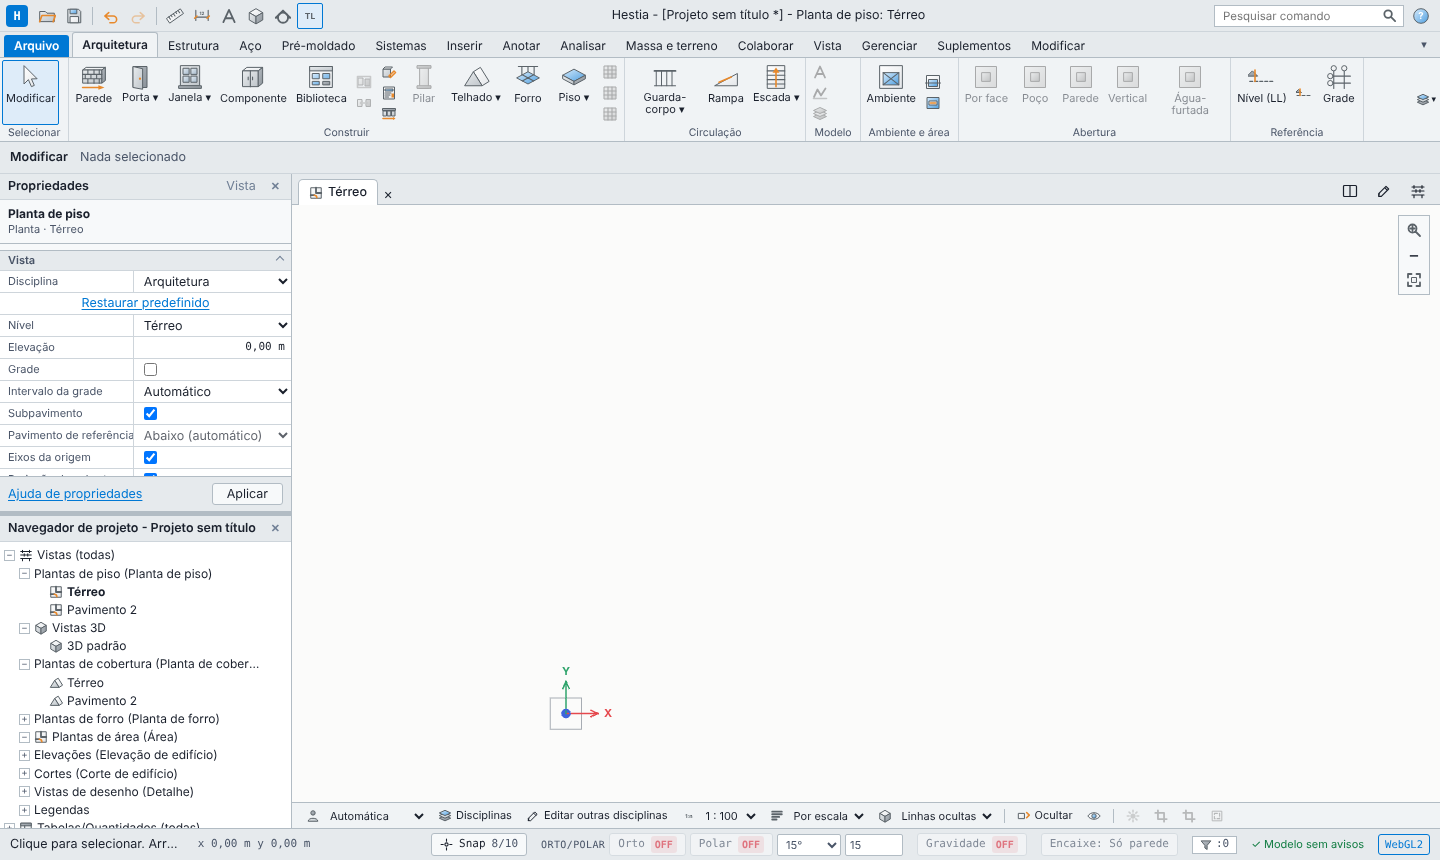 H TL Hestia - [Projeto sem título *] - Planta de piso: Térreo Pesquisar comando ?
Arquivo Arquitetura Estrutura Aço Pré-moldado Sistemas Inserir Anotar Analisar Massa e terreno Colaborar Vista Gerenciar Suplementos Modificar
Modificar Parede Porta Janela Componente Biblioteca Pilar Telhado Forro Piso Guarda-corpo Rampa Escada Ambiente Por face Poço Parede Vertical Água-furtada Nível (LL) Grade
Selecionar Construir Circulação Modelo Ambiente e área Abertura Referência
Modificar Nada selecionado
Propriedades Vista
Planta de piso
Planta · Térreo
Vista
Disciplina Arquitetura
Restaurar predefinido
Nível Térreo
Elevação 0,00 m
Grade
Intervalo da grade Automático
Subpavimento
Pavimento de referência Abaixo (automático)
Eixos da origem
Ajuda de propriedades Aplicar
Navegador de projeto - Projeto sem título
Vistas (todas)
Plantas de piso (Planta de piso)
Térreo
Pavimento 2
Vistas 3D
3D padrão
Plantas de cobertura (Planta de cober...
Térreo
Pavimento 2
Plantas de forro (Planta de forro)
Plantas de área (Área)
Elevações (Elevação de edifício)
Cortes (Corte de edifício)
Vistas de desenho (Detalhe)
Legendas
Tabelas/Quantidades (todas)
Térreo
Y
X
Automática Disciplinas Editar outras disciplinas 1 : 100 Por escala Linhas ocultas Ocultar
Clique para selecionar. Arr... x 0,00 m y 0,00 m Snap 8/10 ORTO/POLAR Orto OFF Polar OFF 15° 15 Gravidade OFF Encaixe: Só parede :0 Modelo sem avisos WebGL2